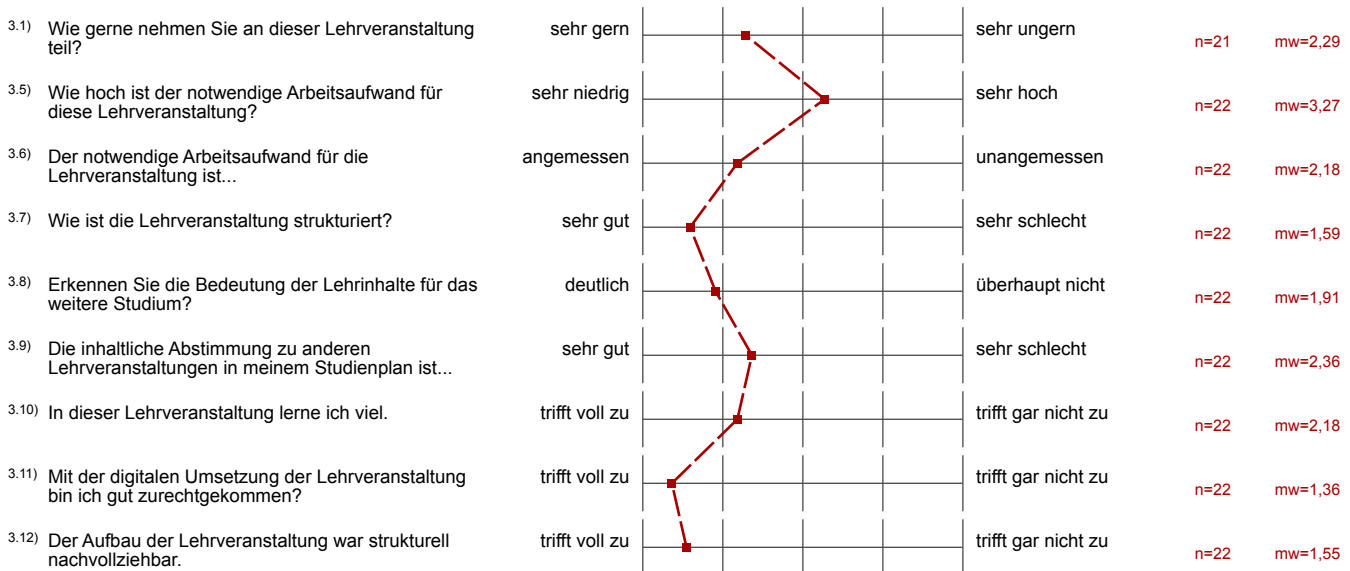 3.1) Wie gerne nehmen Sie an dieser Lehrveranstaltung teil? sehr gern sehr ungern n=21 mw=2,29
3.5) Wie hoch ist der notwendige Arbeitsaufwand für diese Lehrveranstaltung? sehr niedrig sehr hoch n=22 mw=3,27
3.6) Der notwendige Arbeitsaufwand für die Lehrveranstaltung ist... angemessen unangemessen n=22 mw=2,18
3.7) Wie ist die Lehrveranstaltung strukturiert? sehr gut sehr schlecht n=22 mw=1,59
3.8) Erkennen Sie die Bedeutung der Lehrinhalte für das weitere Studium? deutlich überhaupt nicht n=22 mw=1,91
3.9) Die inhaltliche Abstimmung zu anderen Lehrveranstaltungen in meinem Studienplan ist... sehr gut sehr schlecht n=22 mw=2,36
3.10) In dieser Lehrveranstaltung lerne ich viel. trifft voll zu trifft gar nicht zu n=22 mw=2,18
3.11) Mit der digitalen Umsetzung der Lehrveranstaltung bin ich gut zurechtgekommen? trifft voll zu trifft gar nicht zu n=22 mw=1,36
3.12) Der Aufbau der Lehrveranstaltung war strukturell nachvollziehbar. trifft voll zu trifft gar nicht zu n=22 mw=1,55